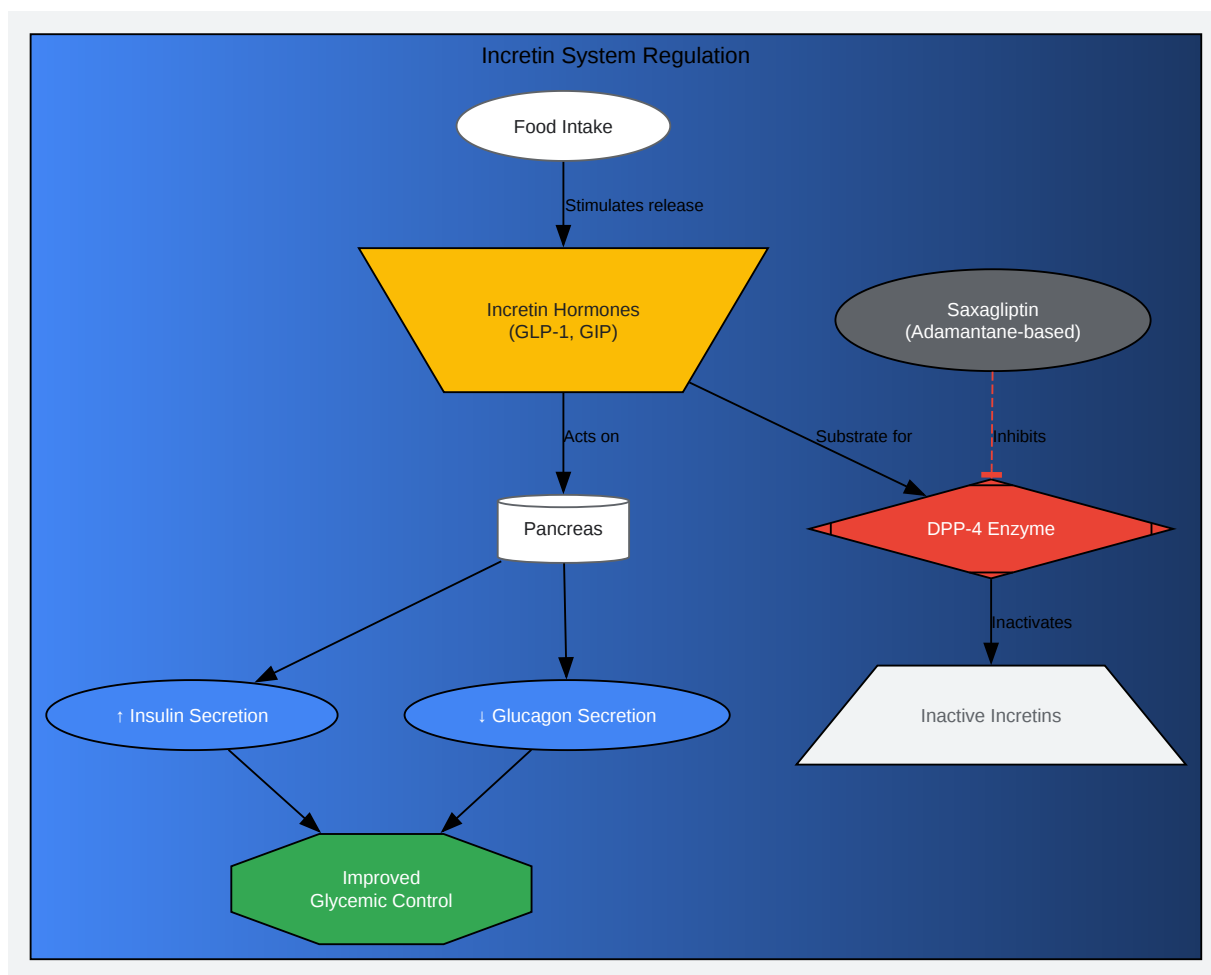 Incretin System Regulation
Food Intake
Stimulates release
Incretin Hormones
(GLP-1, GIP)
Saxagliptin
(Adamantane-based)
Acts on
Substrate for
Inhibits
Pancreas
DPP-4 Enzyme
Inactivates
↑ Insulin Secretion
↓ Glucagon Secretion
Inactive Incretins
Improved
Glycemic Control